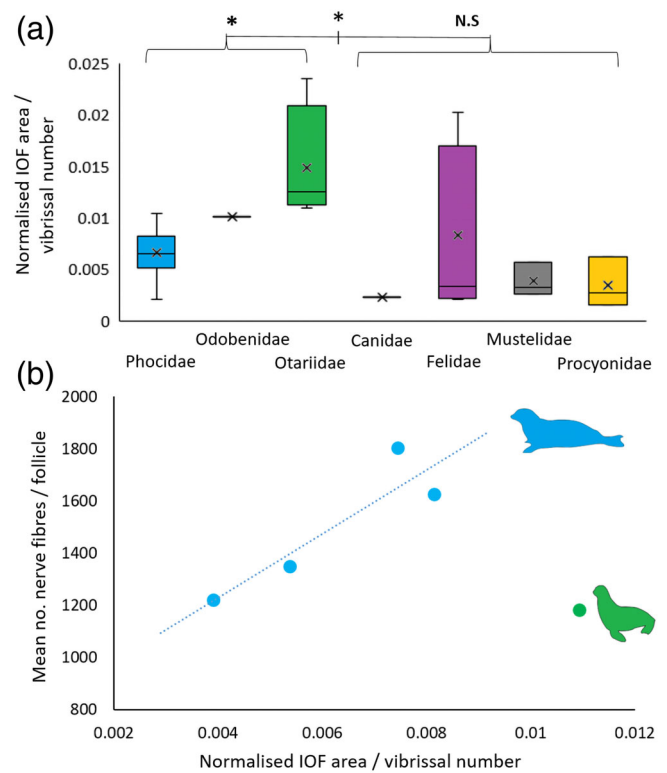 (a)
* * N.S
Normalised IOF area /
vibrissal number
0.025
0.02
0.015
0.01
0.005
0
Odobenidae Canidae Mustelidae
Phocidae Otariidae Felidae Procyonidae
(b)
Mean no. nerve fibres / follicle
2000
1800
1600
1400
1200
1000
800
0.002 0.004 0.006 0.008 0.01 0.012
Normalised IOF area / vibrissal number